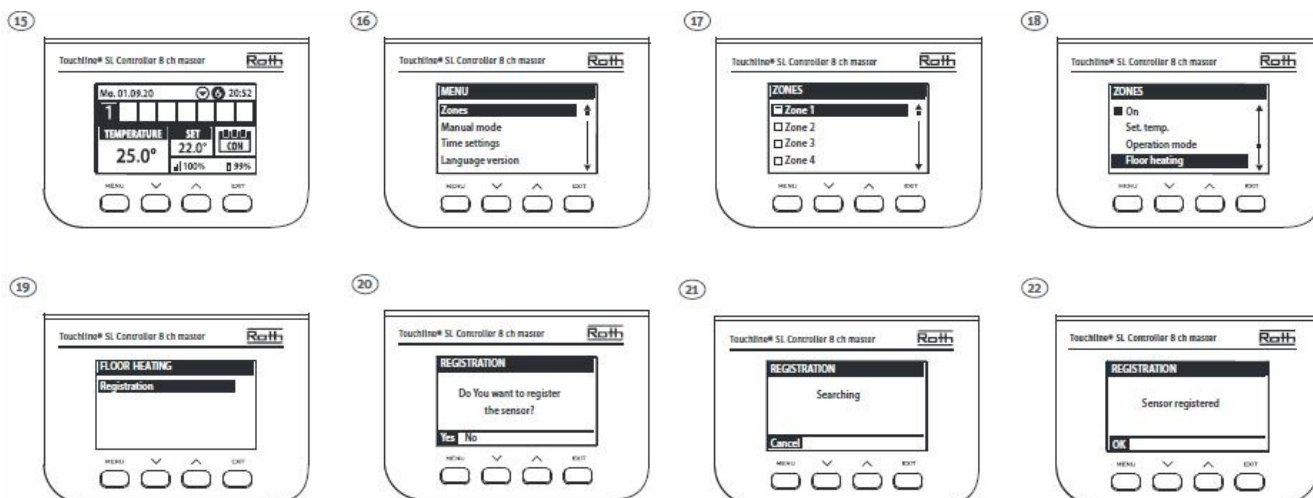 15
Touchline® SL Controller 8 ch master Roth
Mo. 01.09.20 20:52
1
TEMPERATURE SET
25.0° 22.0° CON
100% 99%
MENU EXIT
16
Touchline® SL Controller 8 ch master Roth
MENU
Zones
Manual mode
Time settings
Language version
MENU EXIT
17
Touchline® SL Controller 8 ch master Roth
ZONES
Zone 1
Zone 2
Zone 3
Zone 4
MENU EXIT
18
Touchline® SL Controller 8 ch master Roth
ZONES
On
Set. temp.
Operation mode
Floor heating
MENU EXIT
19
Touchline® SL Controller 8 ch master Roth
FLOOR HEATING
Registration
MENU EXIT
20
Touchline® SL Controller 8 ch master Roth
REGISTRATION
Do You want to register
the sensor?
Yes No
MENU EXIT
21
Touchline® SL Controller 8 ch master Roth
REGISTRATION
Searching
Cancel
MENU EXIT
22
Touchline® SL Controller 8 ch master Roth
REGISTRATION
Sensor registered
OK
MENU EXIT